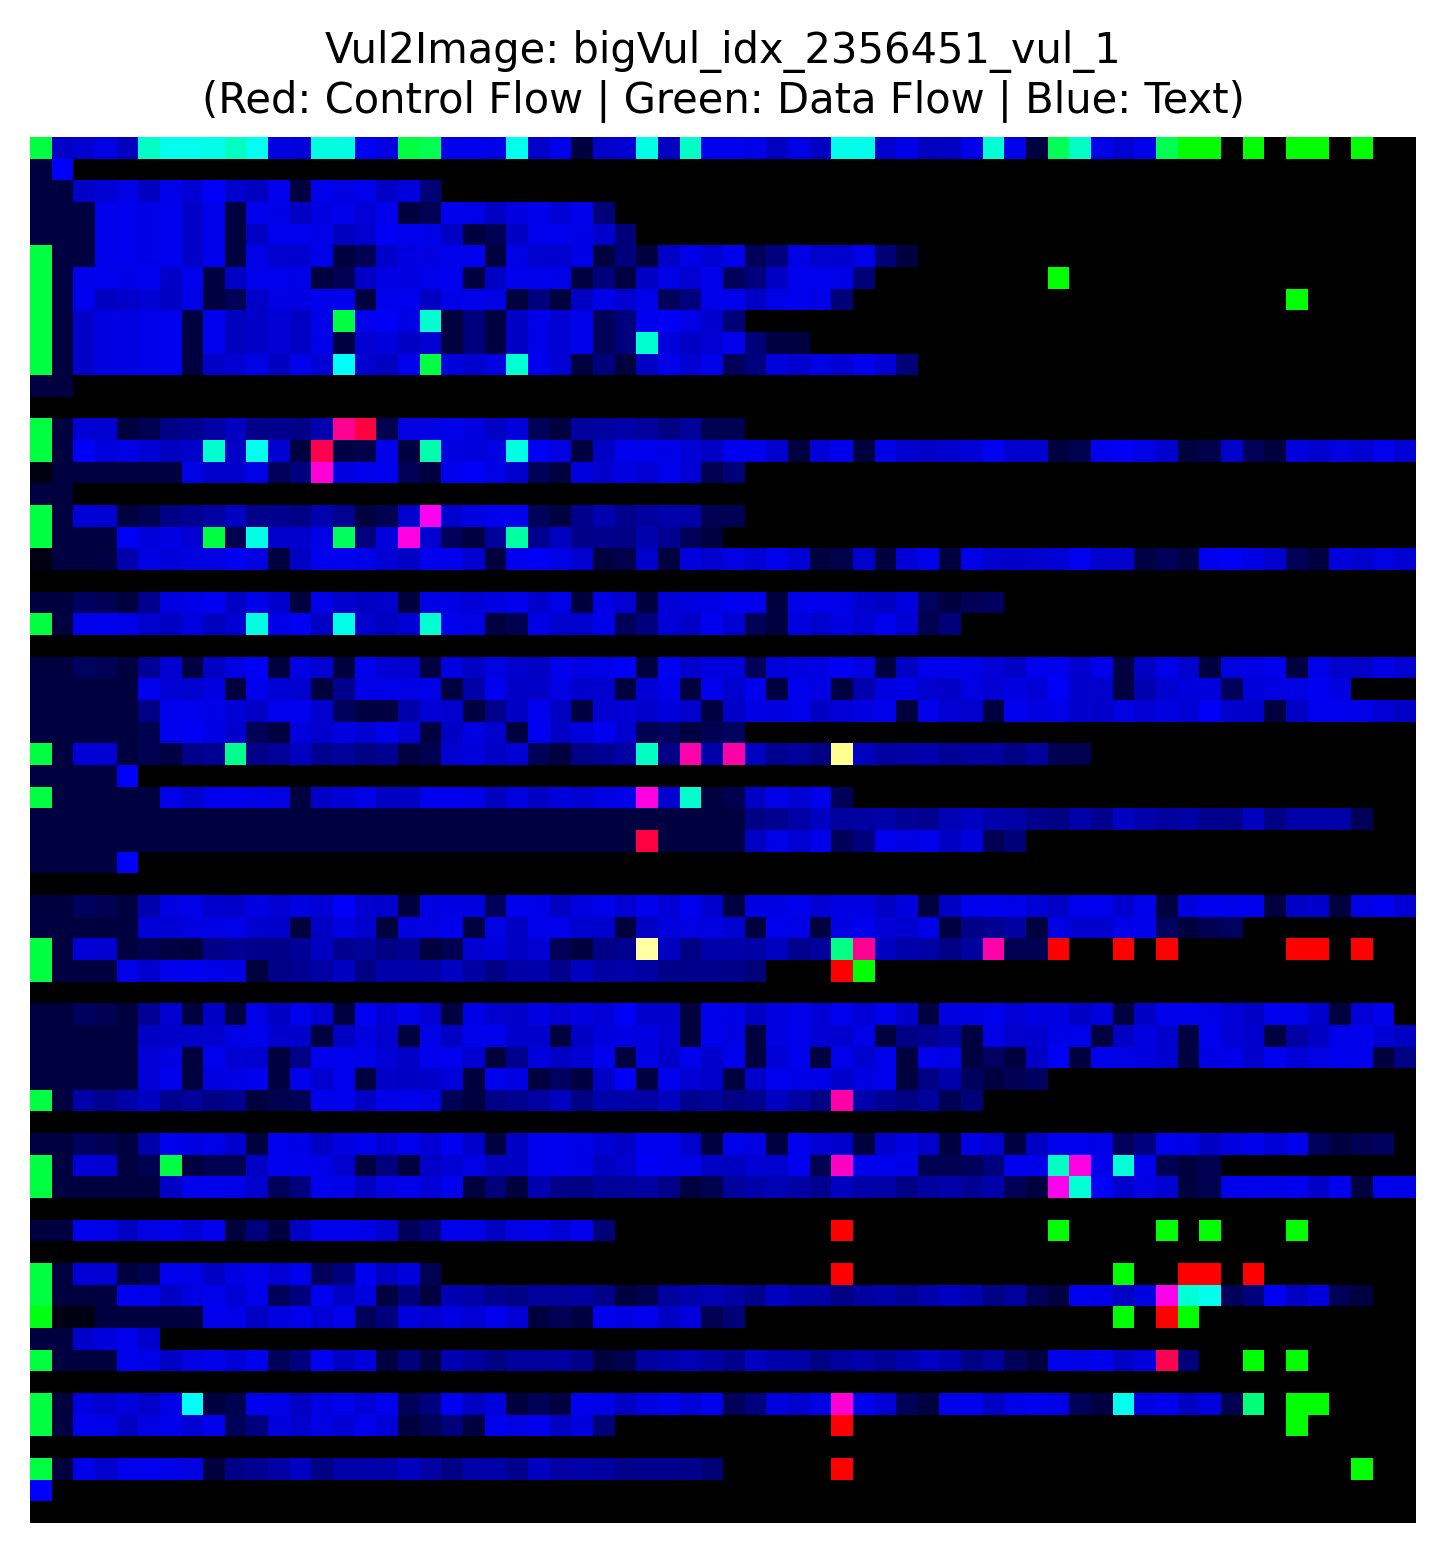 Vul2Image: bigVul_idx_2356451_vul_1
(Red: Control Flow | Green: Data Flow | Blue: Text)